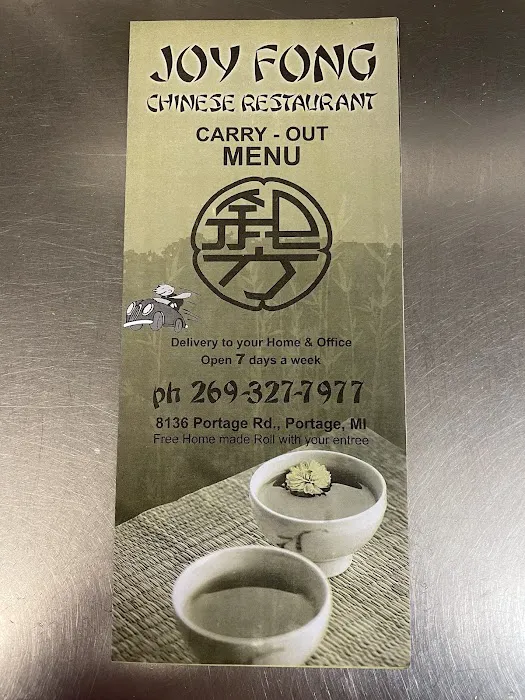 JOY FONG
CHINESE RESTAURANT
CARRY - OUT
MENU
Delivery to your Home & Office
Open 7 days a week
ph 269-327-7977
8136 Portage Rd., Portage, MI
Free Home made Roll with your entree